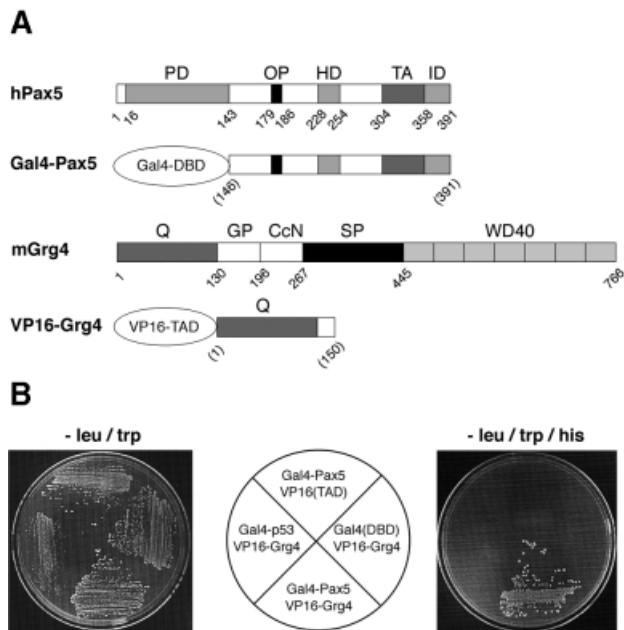 A
PD OP HD TA ID
hPax5
1 16 143 179 186 228 254 304 358 391
Gal4-Pax5 Gal4-DBD
(146) (391)
Q GP CcN SP WD40
mGrg4
1 130 196 267 445 766
Q
VP16-Grg4 VP16-TAD
(1) (150)
B
- leu / trp - leu / trp / his
Gal4-Pax5
VP16(TAD)
Gal4-p53 Gal4(DBD)
VP16-Grg4 VP16-Grg4
Gal4-Pax5
VP16-Grg4